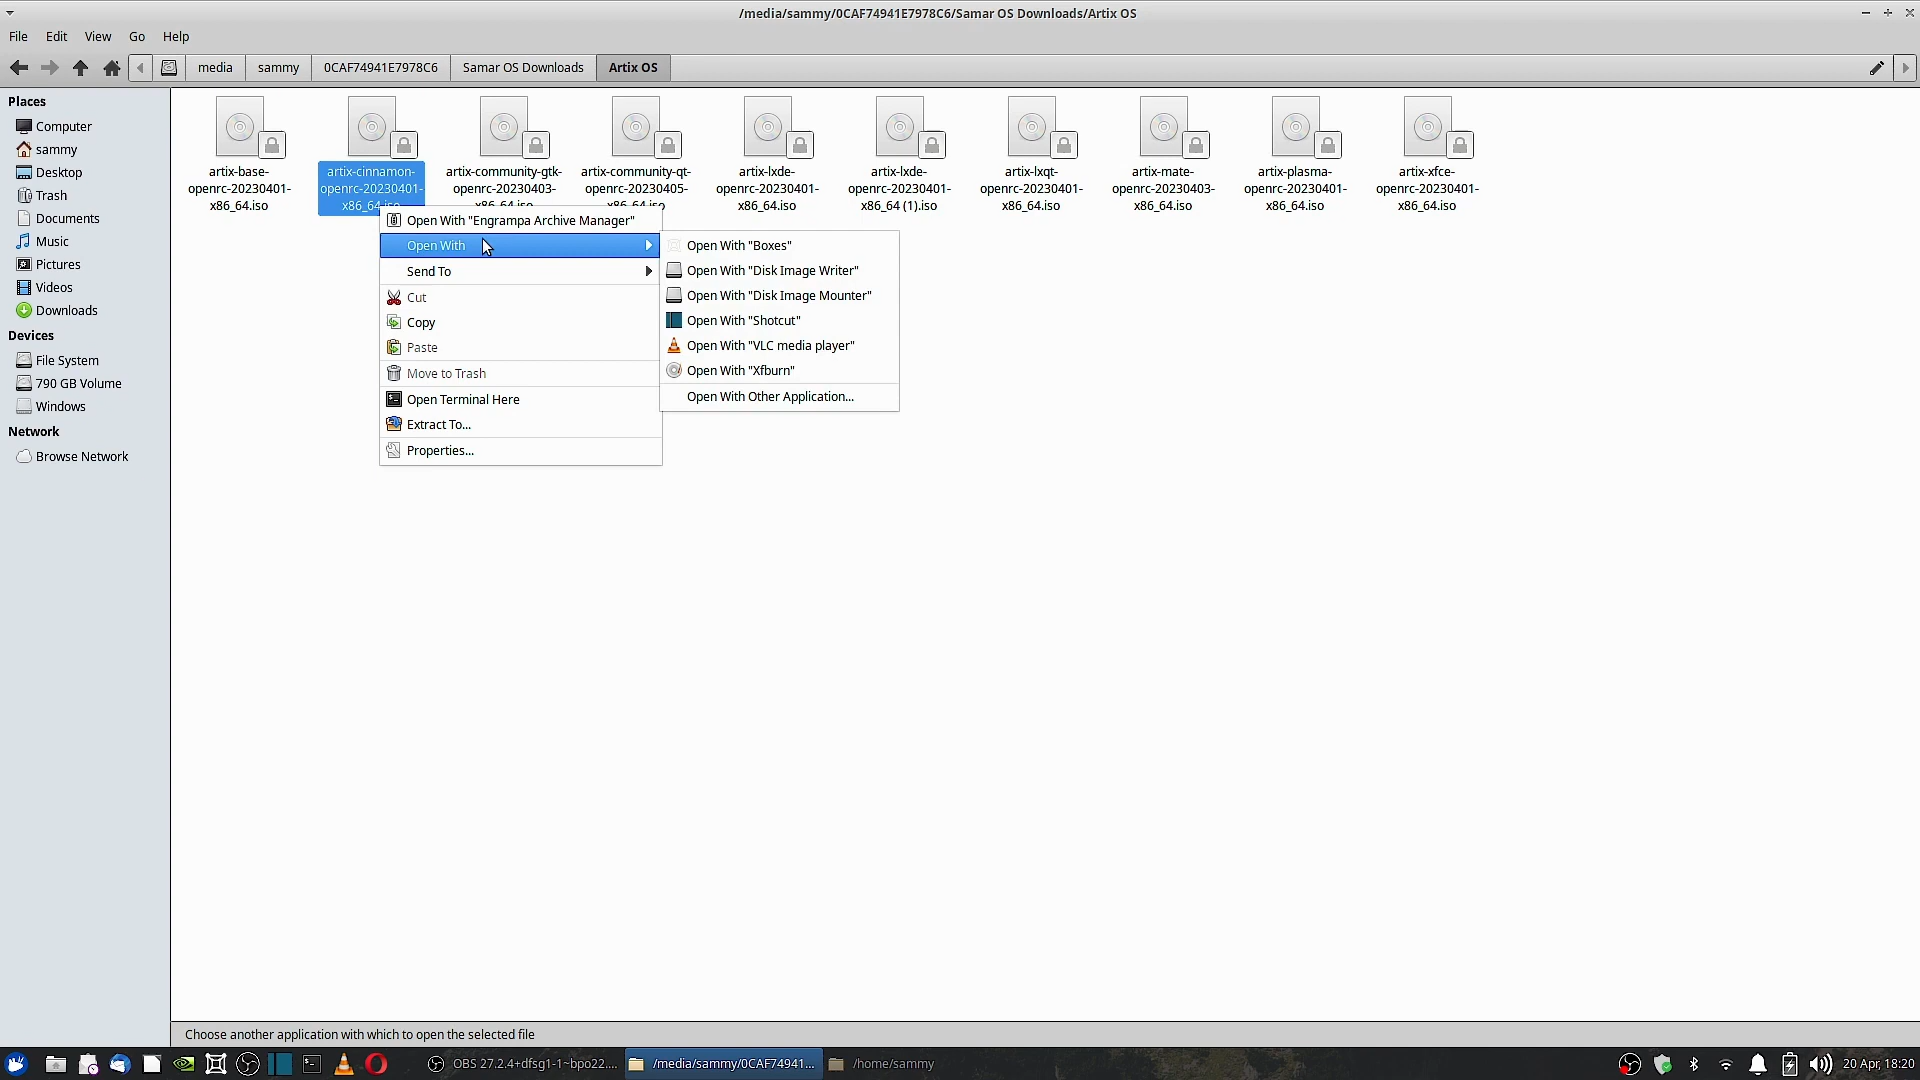 /media/sammy/0CAF74941E7978C6/Samar OS Downloads/Artix OS
File Edit View Go Help
media sammy 0CAF74941E7978C6 Samar OS Downloads Artix OS
Places
Computer
sammy
Desktop
Trash
Documents
Music
Pictures
Videos
Downloads
Devices
File System
790 GB Volume
Windows
Network
Browse Network
artix-base-
openrc-20230401-
x86_64.iso
artix-cinnamon-
openrc-20230401-
x86_64.iso
artix-community-gtk-
openrc-20230403-
x86_64.iso
artix-community-qt-
openrc-20230405-
x86_64.iso
artix-lxde-
openrc-20230401-
x86_64.iso
artix-lxde-
openrc-20230401-
x86_64 (1).iso
artix-lxqt-
openrc-20230401-
x86_64.iso
artix-mate-
openrc-20230403-
x86_64.iso
artix-plasma-
openrc-20230401-
x86_64.iso
artix-xfce-
openrc-20230401-
x86_64.iso
Open With "Engrampa Archive Manager"
Open With
Send To
Cut
Copy
Paste
Move to Trash
Open Terminal Here
Extract To...
Properties...
Open With "Boxes"
Open With "Disk Image Writer"
Open With "Disk Image Mounter"
Open With "Shotcut"
Open With "VLC media player"
Open With "Xfburn"
Open With Other Application...
Choose another application with which to open the selected file
OBS 27.2.4+dfsg1-1~bpo22.... /media/sammy/0CAF74941... /home/sammy 20 Apr, 18:20